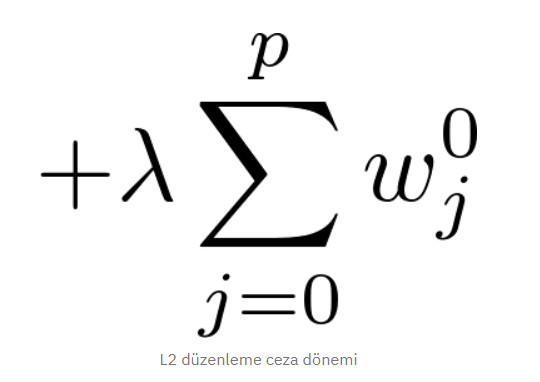 +λ∑_{j=0}^{p} w_j^0
L2 düzenleme ceza dönemi